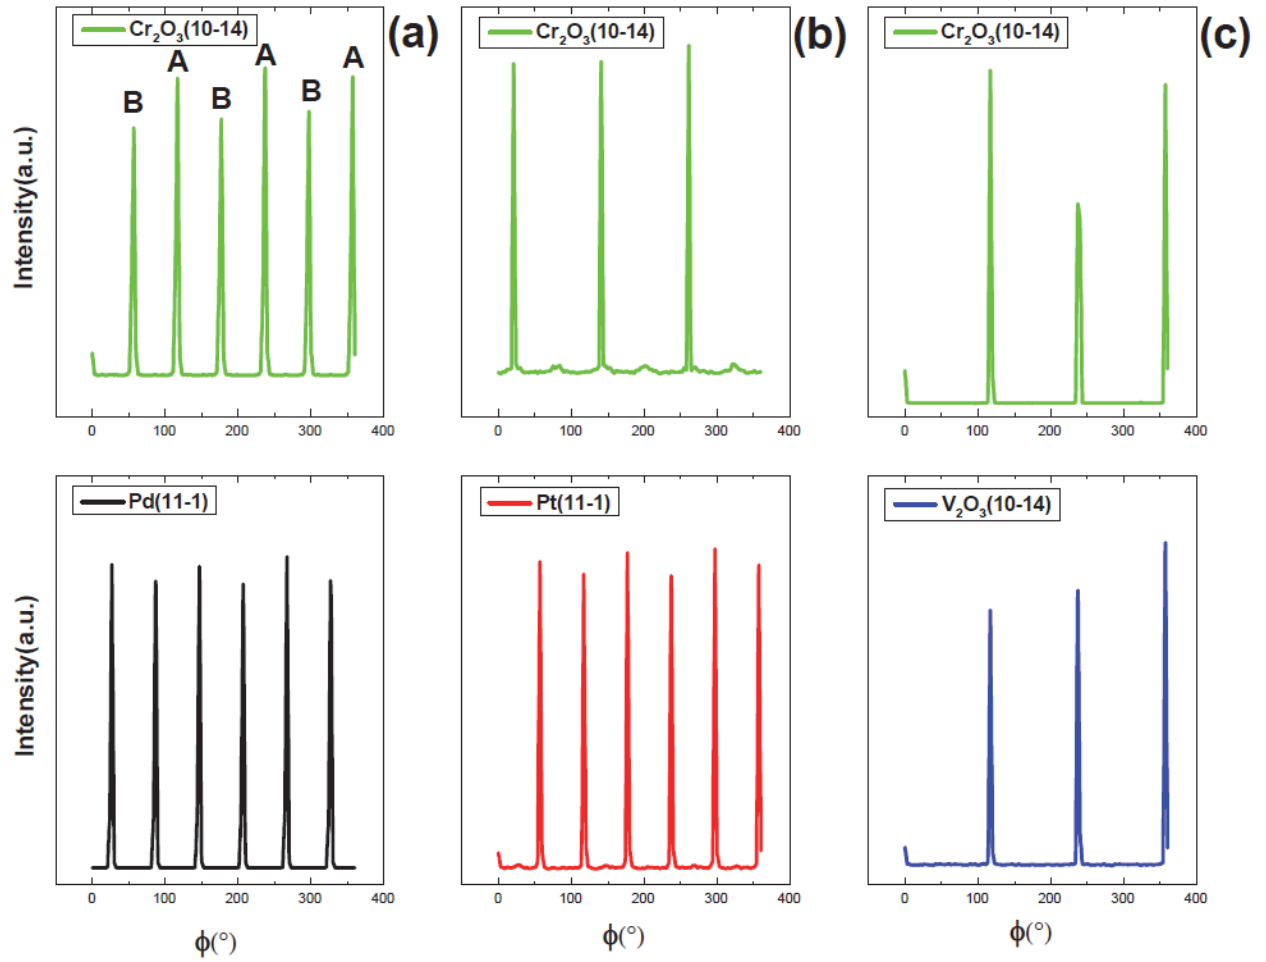 Cr₂O₃(10-14)
(a)
B
A
B
A
B
A
Intensity(a.u.)
0 100 200 300 400
Cr₂O₃(10-14)
(b)
0 100 200 300 400
Cr₂O₃(10-14)
(c)
0 100 200 300 400
Pd(11-1)
Intensity(a.u.)
0 100 200 300 400
ϕ(°)
Pt(11-1)
0 100 200 300 400
ϕ(°)
V₂O₃(10-14)
0 100 200 300 400
ϕ(°)